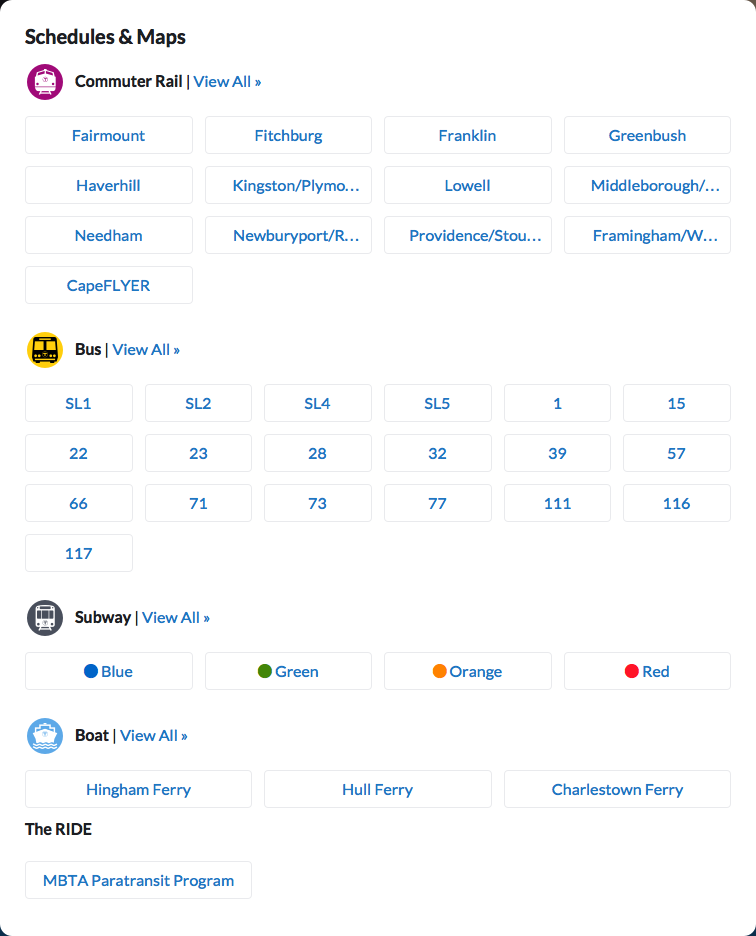 Schedules & Maps
Commuter Rail | View All »
Fairmount Fitchburg Franklin Greenbush
Haverhill Kingston/Plymo... Lowell Middleborough/...
Needham Newburyport/R... Providence/Stou... Framingham/W...
CapeFLYER
Bus | View All »
SL1 SL2 SL4 SL5 1 15
22 23 28 32 39 57
66 71 73 77 111 116
117
Subway | View All »
Blue Green Orange Red
Boat | View All »
Hingham Ferry Hull Ferry Charlestown Ferry
The RIDE
MBTA Paratransit Program